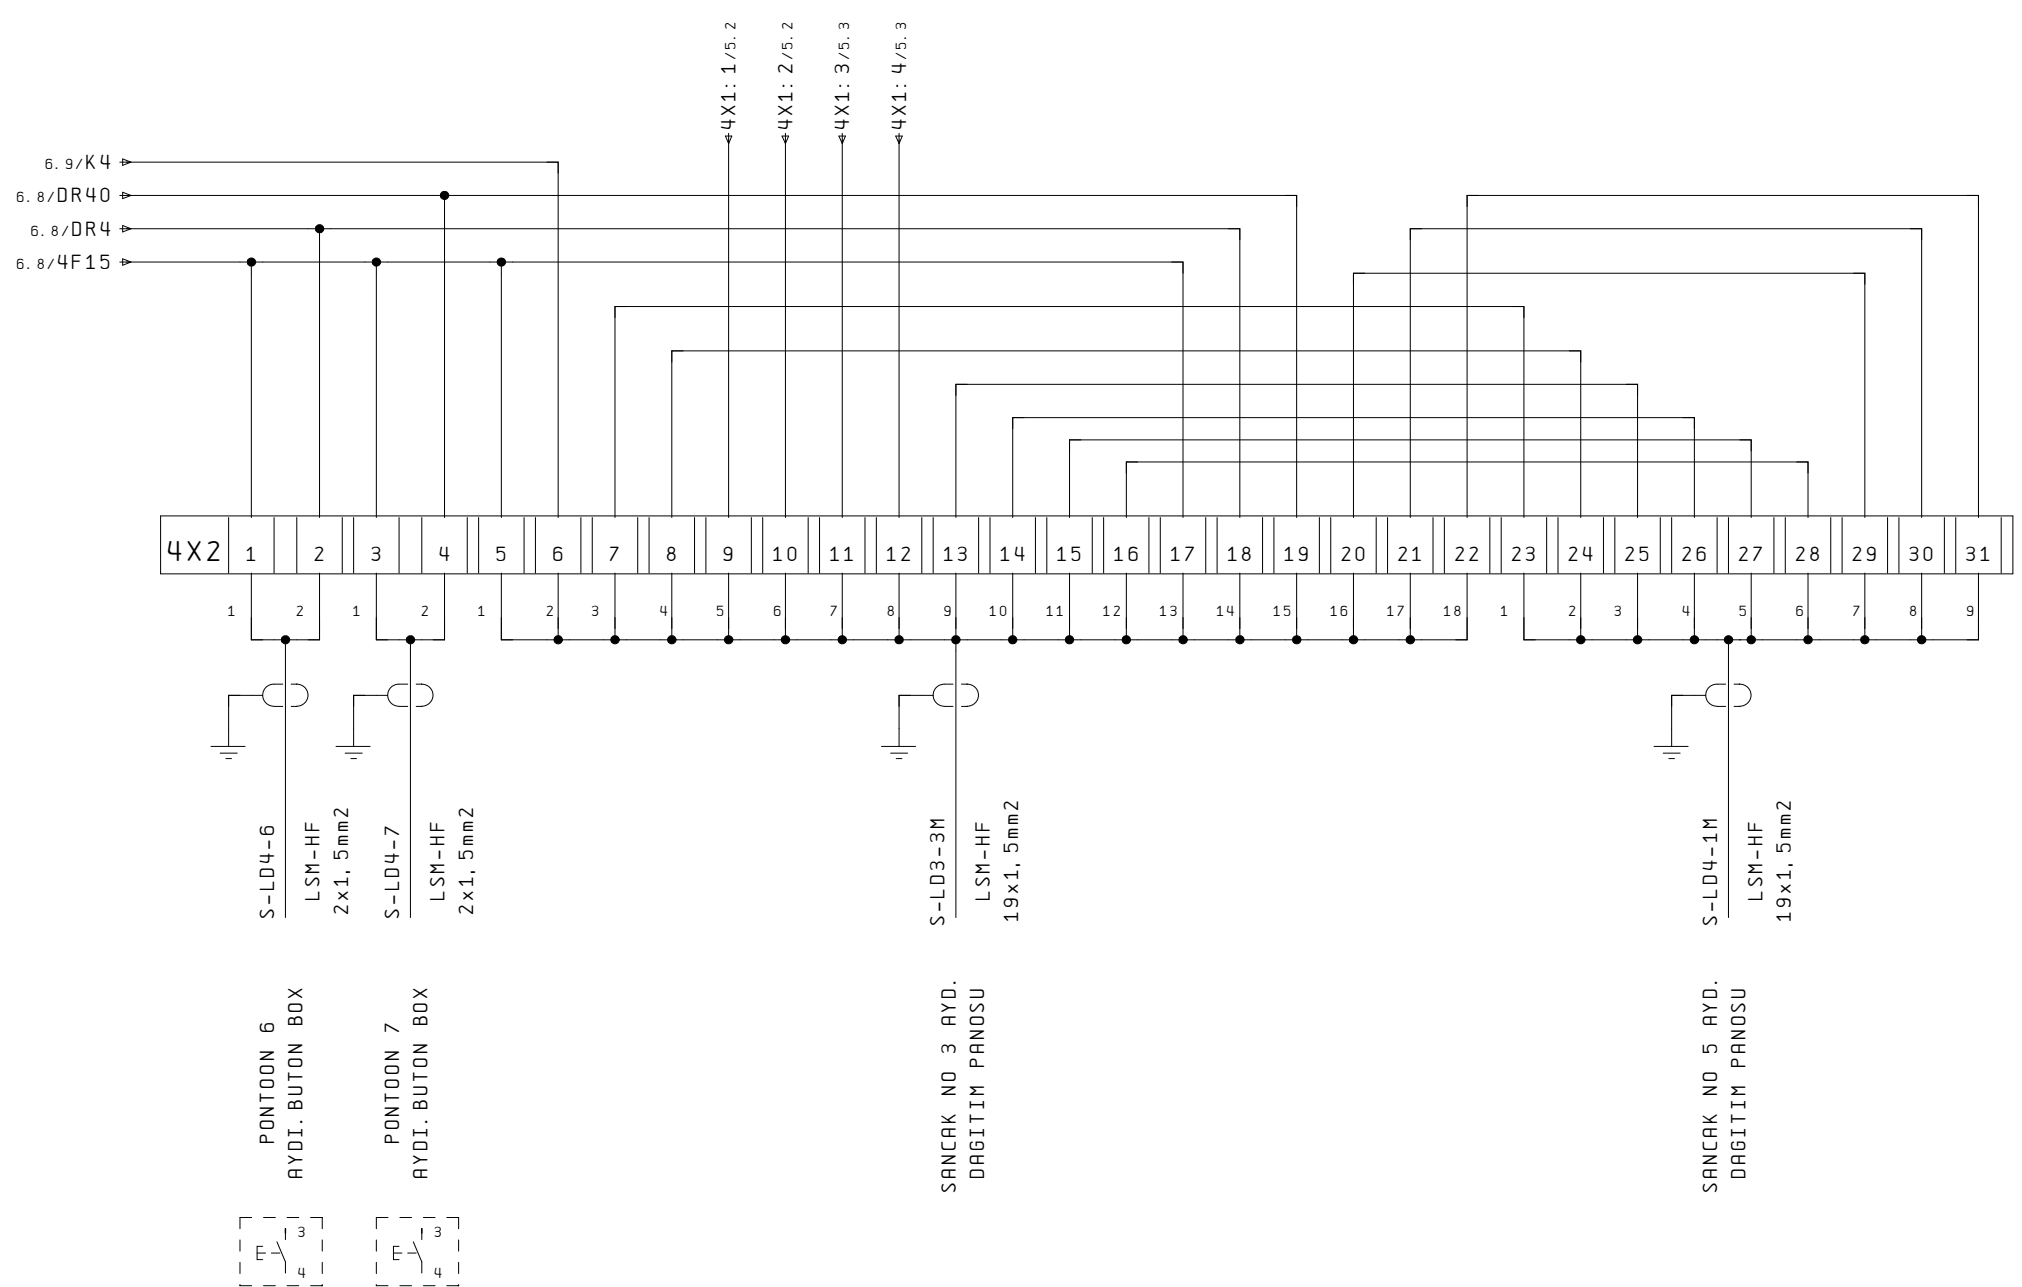 4X1:1/5.2
4X1:2/5.2
4X1:3/5.3
4X1:4/5.3
6.9/K4
6.8/DR40
6.8/DR4
6.8/4F15
4X2 1 2 3 4 5 6 7 8 9 10 11 12 13 14 15 16 17 18 19 20 21 22 23 24 25 26 27 28 29 30 31
1 2 1 2 1 2 3 4 5 6 7 8 9 10 11 12 13 14 15 16 17 18 1 2 3 4 5 6 7 8 9
S-LD4-6
LSM-HF
2x1,5mm2
S-LD4-7
LSM-HF
2x1,5mm2
S-LD3-3M
LSM-HF
19x1,5mm2
S-LD4-1M
LSM-HF
19x1,5mm2
PONTOON 6
AYDI.BUTON BOX
PONTOON 7
AYDI.BUTON BOX
SANCAK NO 3 AYD.
DAGITIM PANOSU
SANCAK NO 5 AYD.
DAGITIM PANOSU
3
E
4
3
E
4